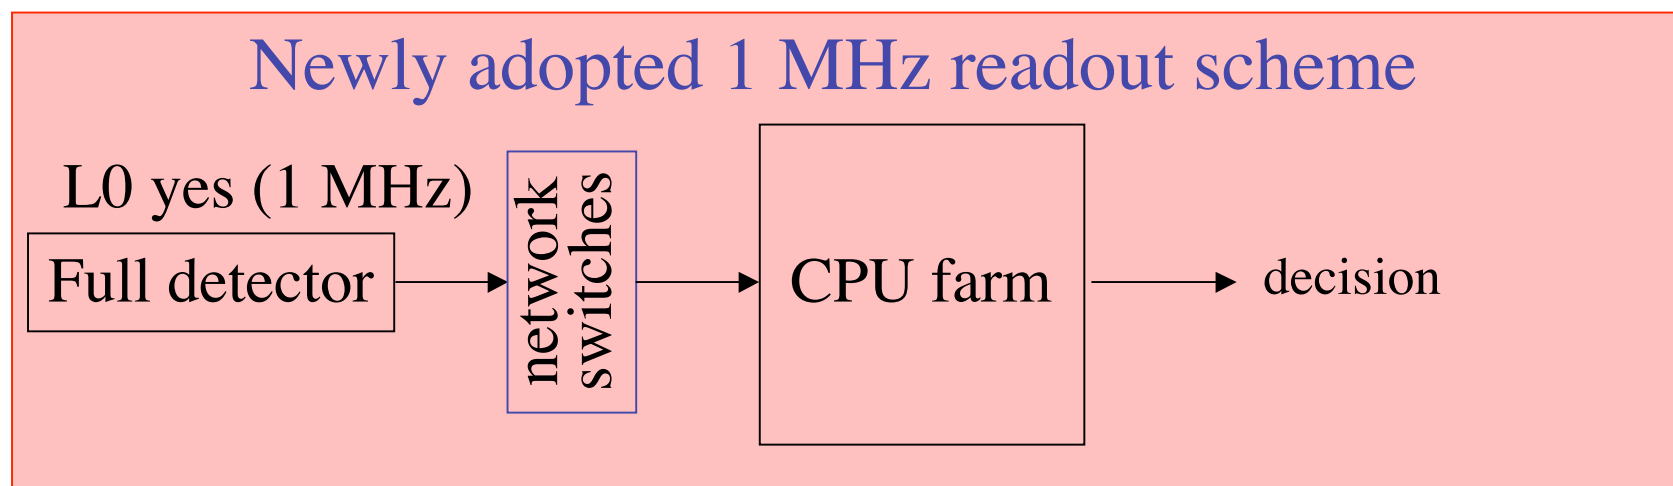 Newly adopted 1 MHz readout scheme
L0 yes (1 MHz)
Full detector
network
switches
CPU farm
decision